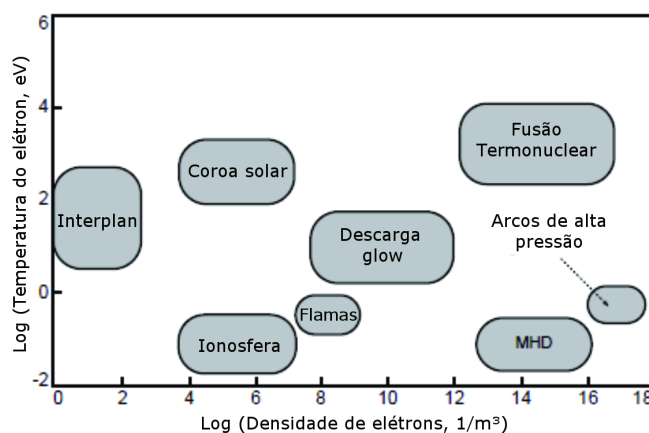 Log (Temperatura do elétron, eV)
6
4
2
0
-2
Interplan
Coroa solar
Ionosfera
Flamas
Descarga
glow
Fusão
Termonuclear
Arcos de alta
pressão
MHD
0 2 4 6 8 10 12 14 16 18
Log (Densidade de elétrons, 1/m³)